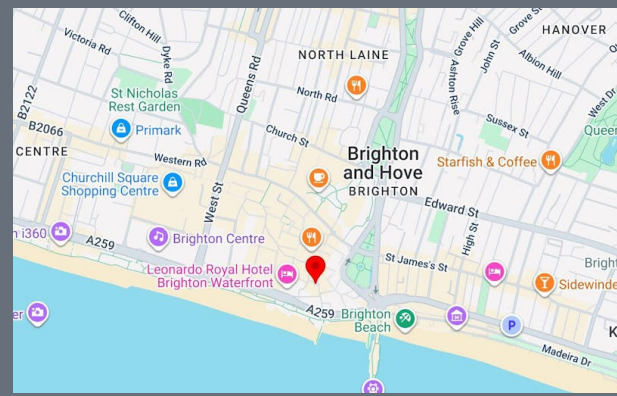 Clifton Hill
Victoria Rd
Dyke Rd
Queens Rd
NORTH LAINE
Grove Hill
Grove St
HANOVER
John St
Ashton Rise
Albion Hill
B2122
St Nicholas
Rest Garden
North Rd
West Dr
B2066
Primark
Church St
Sussex St
Queen
CENTRE
Western Rd
Brighton
and Hove
BRIGHTON
Starfish & Coffee
Churchill Square
Shopping Centre
West St
Edward St
High St
n i360
A259
Brighton Centre
St James's St
Bright
Leonardo Royal Hotel
Brighton Waterfront
Sidewinde
er
A259
Brighton
Beach
P
K
Madeira Dr